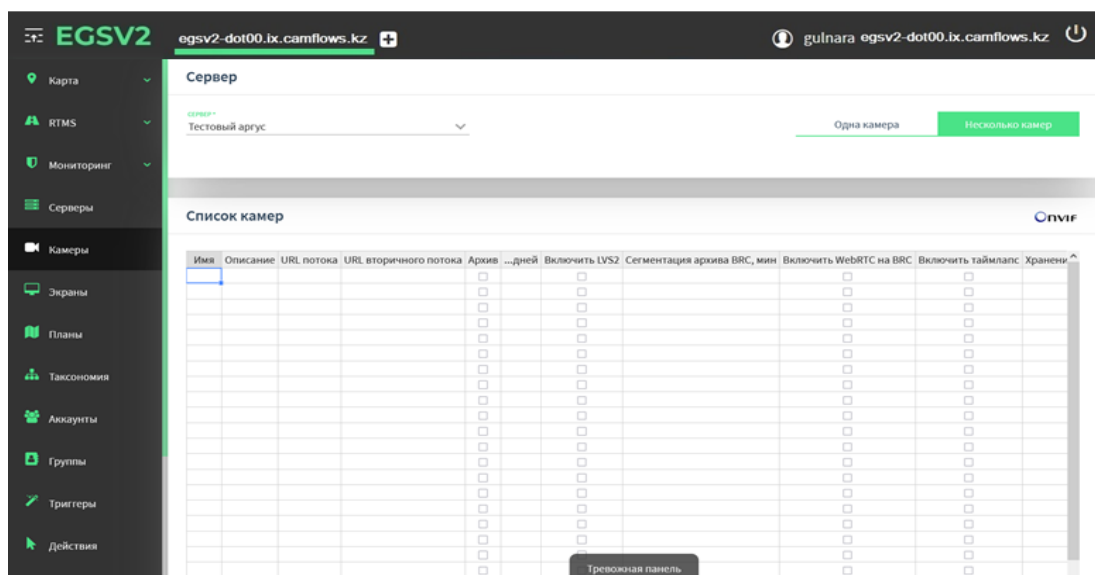 EGSV2 egsv2-dot00.ix.camflows.kz gulnara egsv2-dot00.ix.camflows.kz
Карта
RTMS
Мониторинг
Серверы
Камеры
Экраны
Планы
Таксономия
Аккаунты
Группы
Триггеры
Действия
Сервер
СЕРВЕР *
Тестовый аргус
Одна камера Несколько камер
Список камер ONVIF
Имя Описание URL потока URL вторичного потока Архив ...дней Включить LVS2 Сегментация архива BRC, мин Включить WebRTC на BRC Включить таймлапс Хранени
Тревожная панель